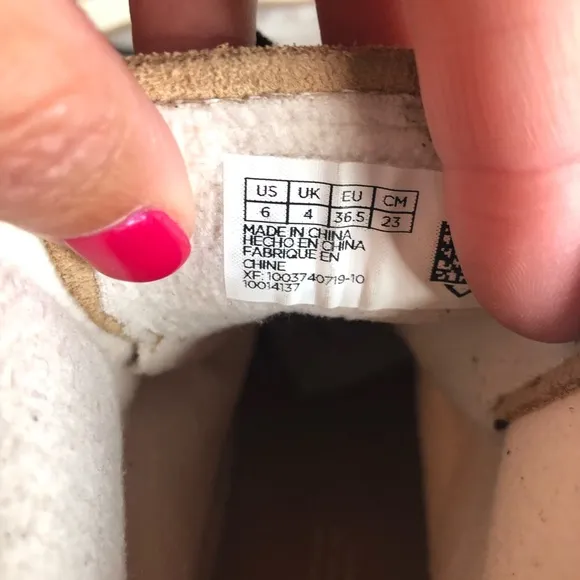 US UK EU CM
6 4 36.5 23
MADE IN CHINA
HECHO EN CHINA
FABRIQUE EN
CHINE
XF: 1003740719-10
10014137